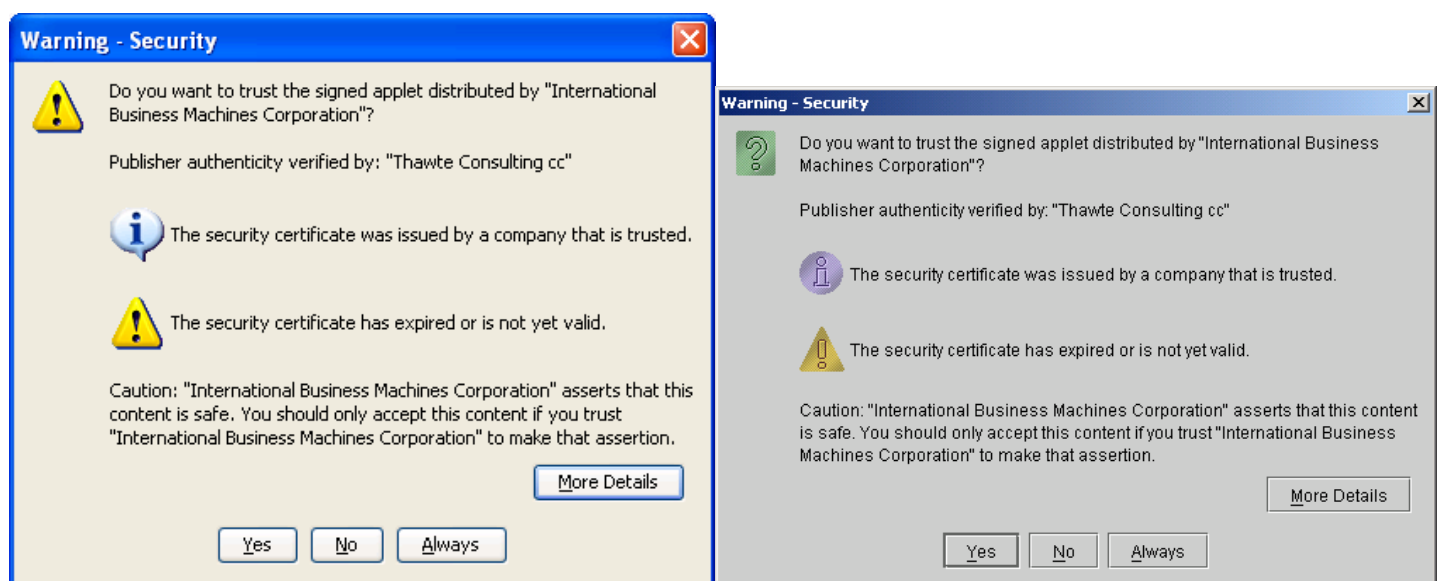 Warning - Security
Do you want to trust the signed applet distributed by "International
Business Machines Corporation"?
Publisher authenticity verified by: "Thawte Consulting cc"
The security certificate was issued by a company that is trusted.
The security certificate has expired or is not yet valid.
Caution: "International Business Machines Corporation" asserts that this
content is safe. You should only accept this content if you trust
"International Business Machines Corporation" to make that assertion.
More Details
Yes No Always
Warning - Security
Do you want to trust the signed applet distributed by "International Business
Machines Corporation"?
Publisher authenticity verified by: "Thawte Consulting cc"
The security certificate was issued by a company that is trusted.
The security certificate has expired or is not yet valid.
Caution: "International Business Machines Corporation" asserts that this content
is safe. You should only accept this content if you trust "International Business
Machines Corporation" to make that assertion.
More Details
Yes No Always